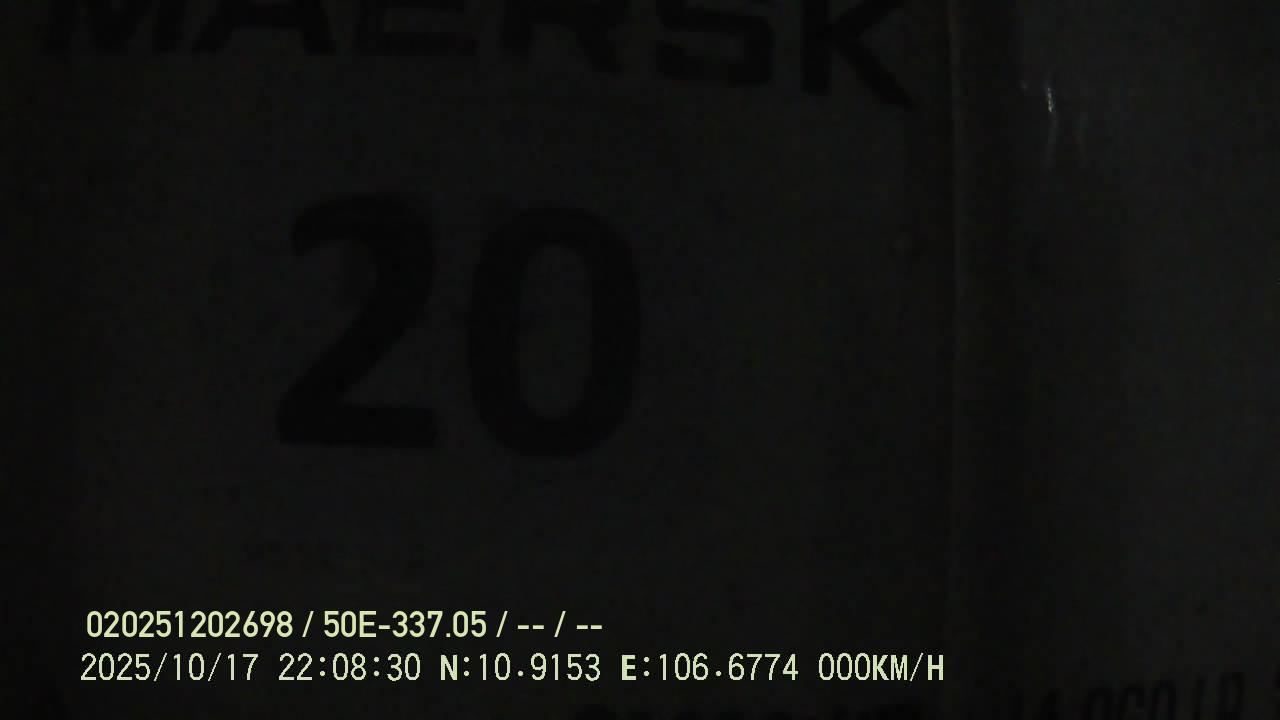 MAERSK
20
020251202698 / 50E-337.05 / -- / --
2025/10/17 22:08:30 N:10.9153 E:106.6774 000KM/H